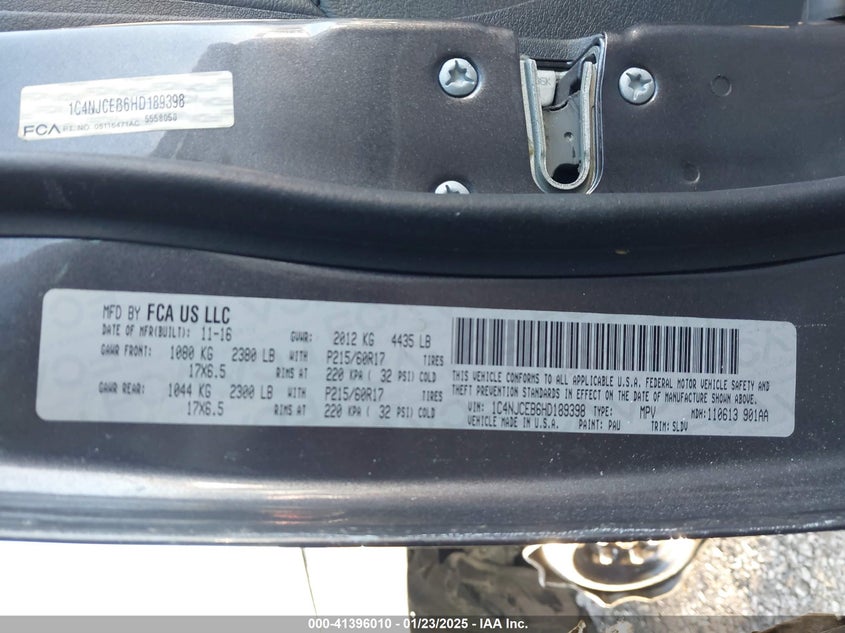 1C4NJCEB6HD189398
FCA PT. NO. 05116471AC 5558050
MFD BY FCA US LLC
DATE OF MFR(BUILT): 11-16 GVWR: 2012 KG 4435 LB
GAWR FRONT: 1080 KG 2380 LB WITH P215/60R17 TIRES
17X6.5 RIMS AT 220 KPA ( 32 PSI) COLD
GAWR REAR: 1044 KG 2300 LB WITH P215/60R17 TIRES
17X6.5 RIMS AT 220 KPA ( 32 PSI) COLD
THIS VEHICLE CONFORMS TO ALL APPLICABLE U.S.A. FEDERAL MOTOR VEHICLE SAFETY AND
THEFT PREVENTION STANDARDS IN EFFECT ON THE DATE OF MANUFACTURE SHOWN ABOVE.
VIN: 1C4NJCEB6HD189398 TYPE: MPV MDH:110613 901AA
VEHICLE MADE IN U.S.A. PAINT: PAU TRIM: SLDV
000-41396010 - 01/23/2025 - IAA Inc.